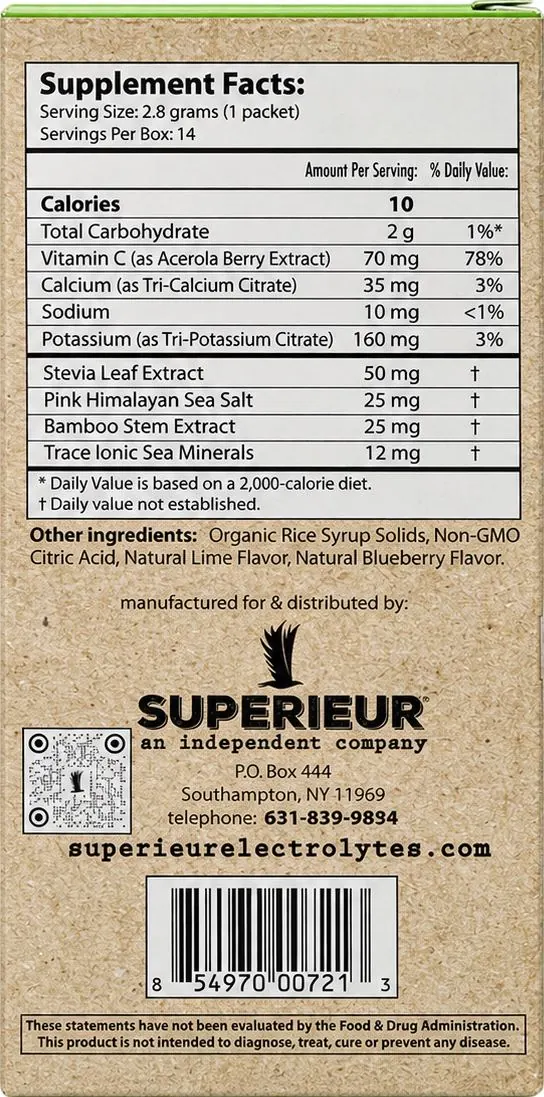 Supplement Facts:
Serving Size: 2.8 grams (1 packet)
Servings Per Box: 14
Amount Per Serving: % Daily Value:
Calories 10
Total Carbohydrate 2 g 1%*
Vitamin C (as Acerola Berry Extract) 70 mg 78%
Calcium (as Tri-Calcium Citrate) 35 mg 3%
Sodium 10 mg <1%
Potassium (as Tri-Potassium Citrate) 160 mg 3%
Stevia Leaf Extract 50 mg †
Pink Himalayan Sea Salt 25 mg †
Bamboo Stem Extract 25 mg †
Trace Ionic Sea Minerals 12 mg †
* Daily Value is based on a 2,000-calorie diet.
† Daily value not established.
Other ingredients: Organic Rice Syrup Solids, Non-GMO
Citric Acid, Natural Lime Flavor, Natural Blueberry Flavor.
manufactured for & distributed by:
SUPERIEUR®
an independent company
P.O. Box 444
Southampton, NY 11969
telephone: 631-839-9894
superieurelectrolytes.com
8 54970 00721 3
These statements have not been evaluated by the Food & Drug Administration.
This product is not intended to diagnose, treat, cure or prevent any disease.